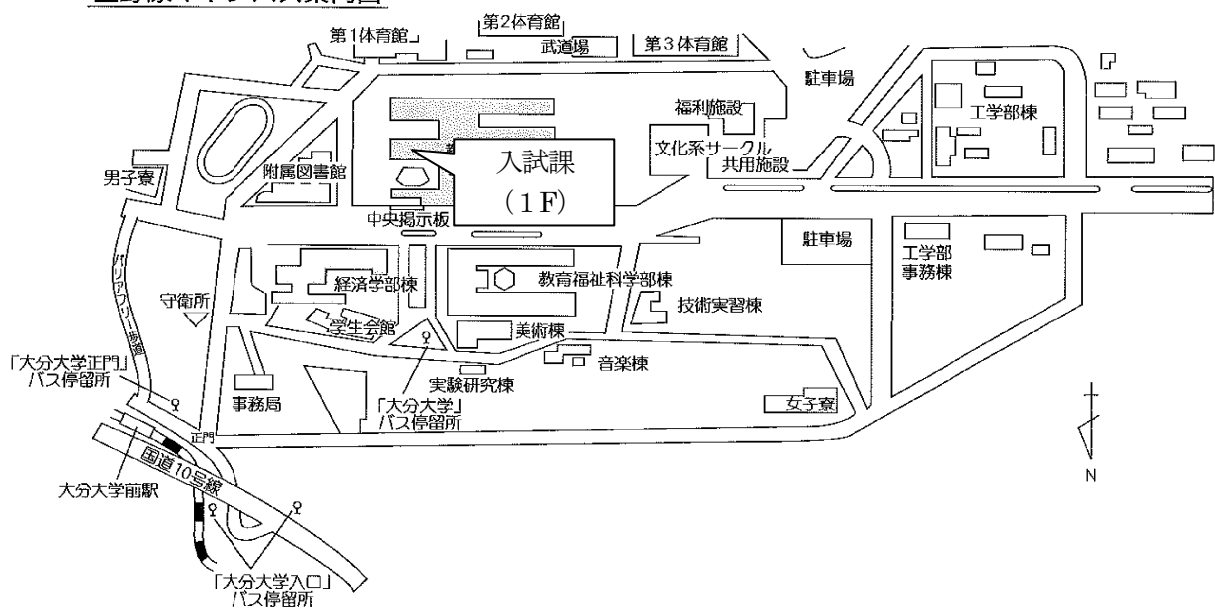 第1体育館
第2体育館
武道場
第3体育館
駐車場
福利施設
工学部棟
文化系サークル
共用施設
入試課
(1F)
附属図書館
男子寮
中央掲示板
駐車場
工学部
事務棟
バリアフリー歩道
守衛所
経済学部棟
教育福祉科学部棟
技術実習棟
学生会館
美術棟
音楽棟
実験研究棟
「大分大学正門」
バス停留所
事務局
「大分大学」
バス停留所
女子寮
正門
国道10号線
大分大学前駅
N
「大分大学入口」
バス停留所